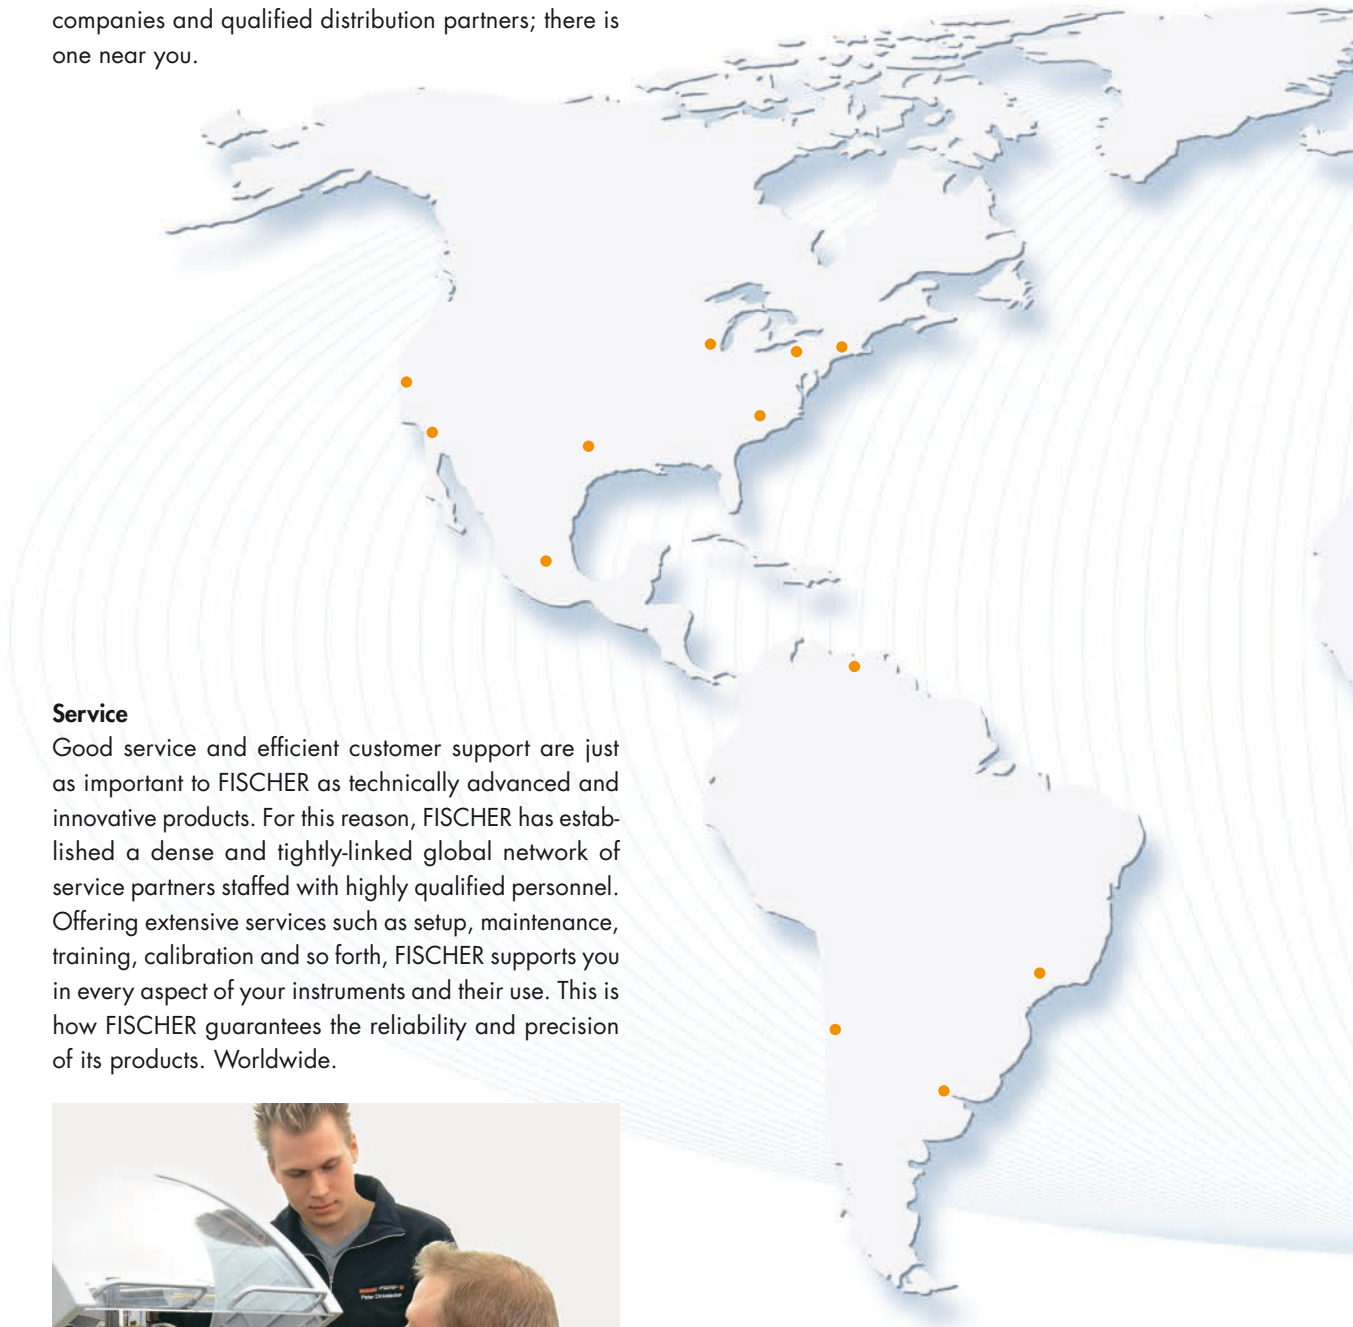 companies and qualified distribution partners; there is
one near you.
Service
Good service and efficient customer support are just
as important to FISCHER as technically advanced and
innovative products. For this reason, FISCHER has estab-
lished a dense and tightly-linked global network of
service partners staffed with highly qualified personnel.
Offering extensive services such as setup, maintenance,
training, calibration and so forth, FISCHER supports you
in every aspect of your instruments and their use. This is
how FISCHER guarantees the reliability and precision
of its products. Worldwide.